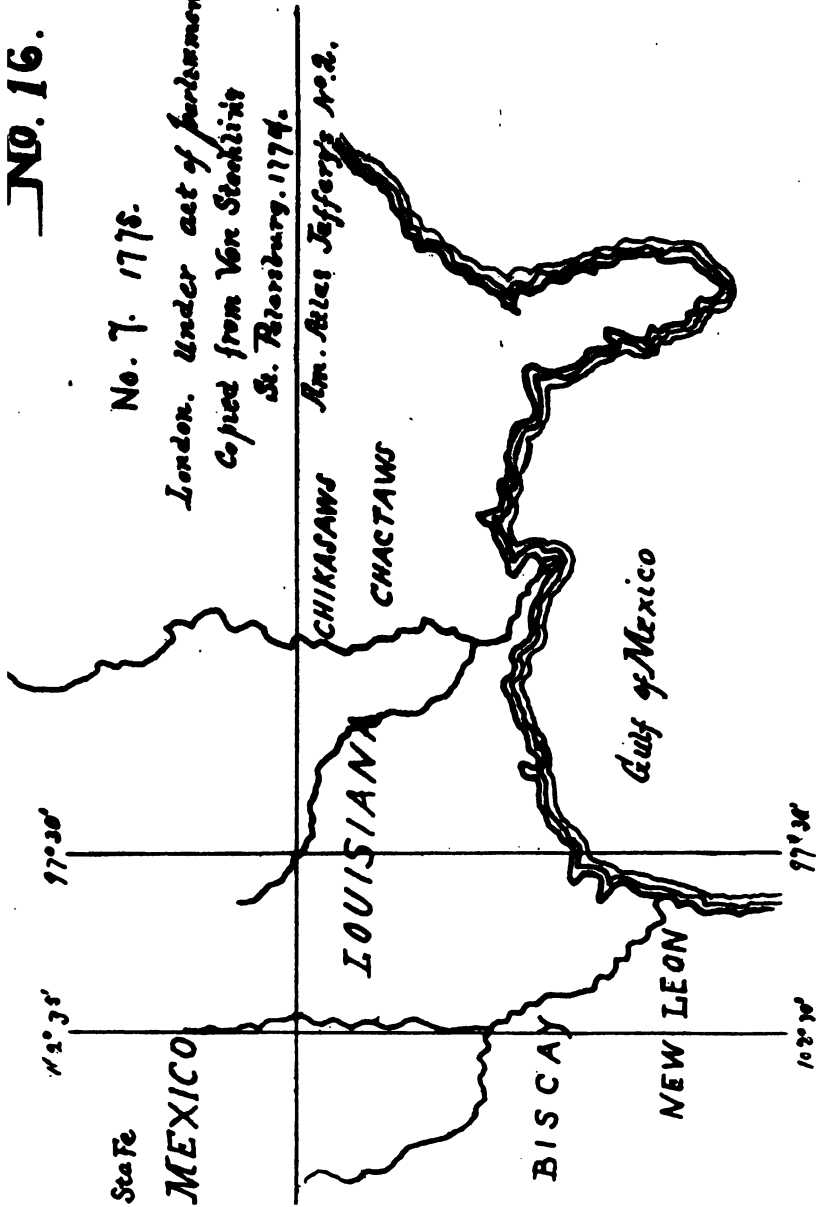 NO. 16.
No. 7. 1775.
London. Under act of parliament
Copied from Von Staehling
St. Petersburg. 1774.
Am. Atlas Jefferys No. 2.
CHIKASAWS
CHACTAWS
97°30'
Sta Fe
MEXICO
LOUISIANA
BISCAY
NEW LEON
Gulf of Mexico
97°30'
102°30'